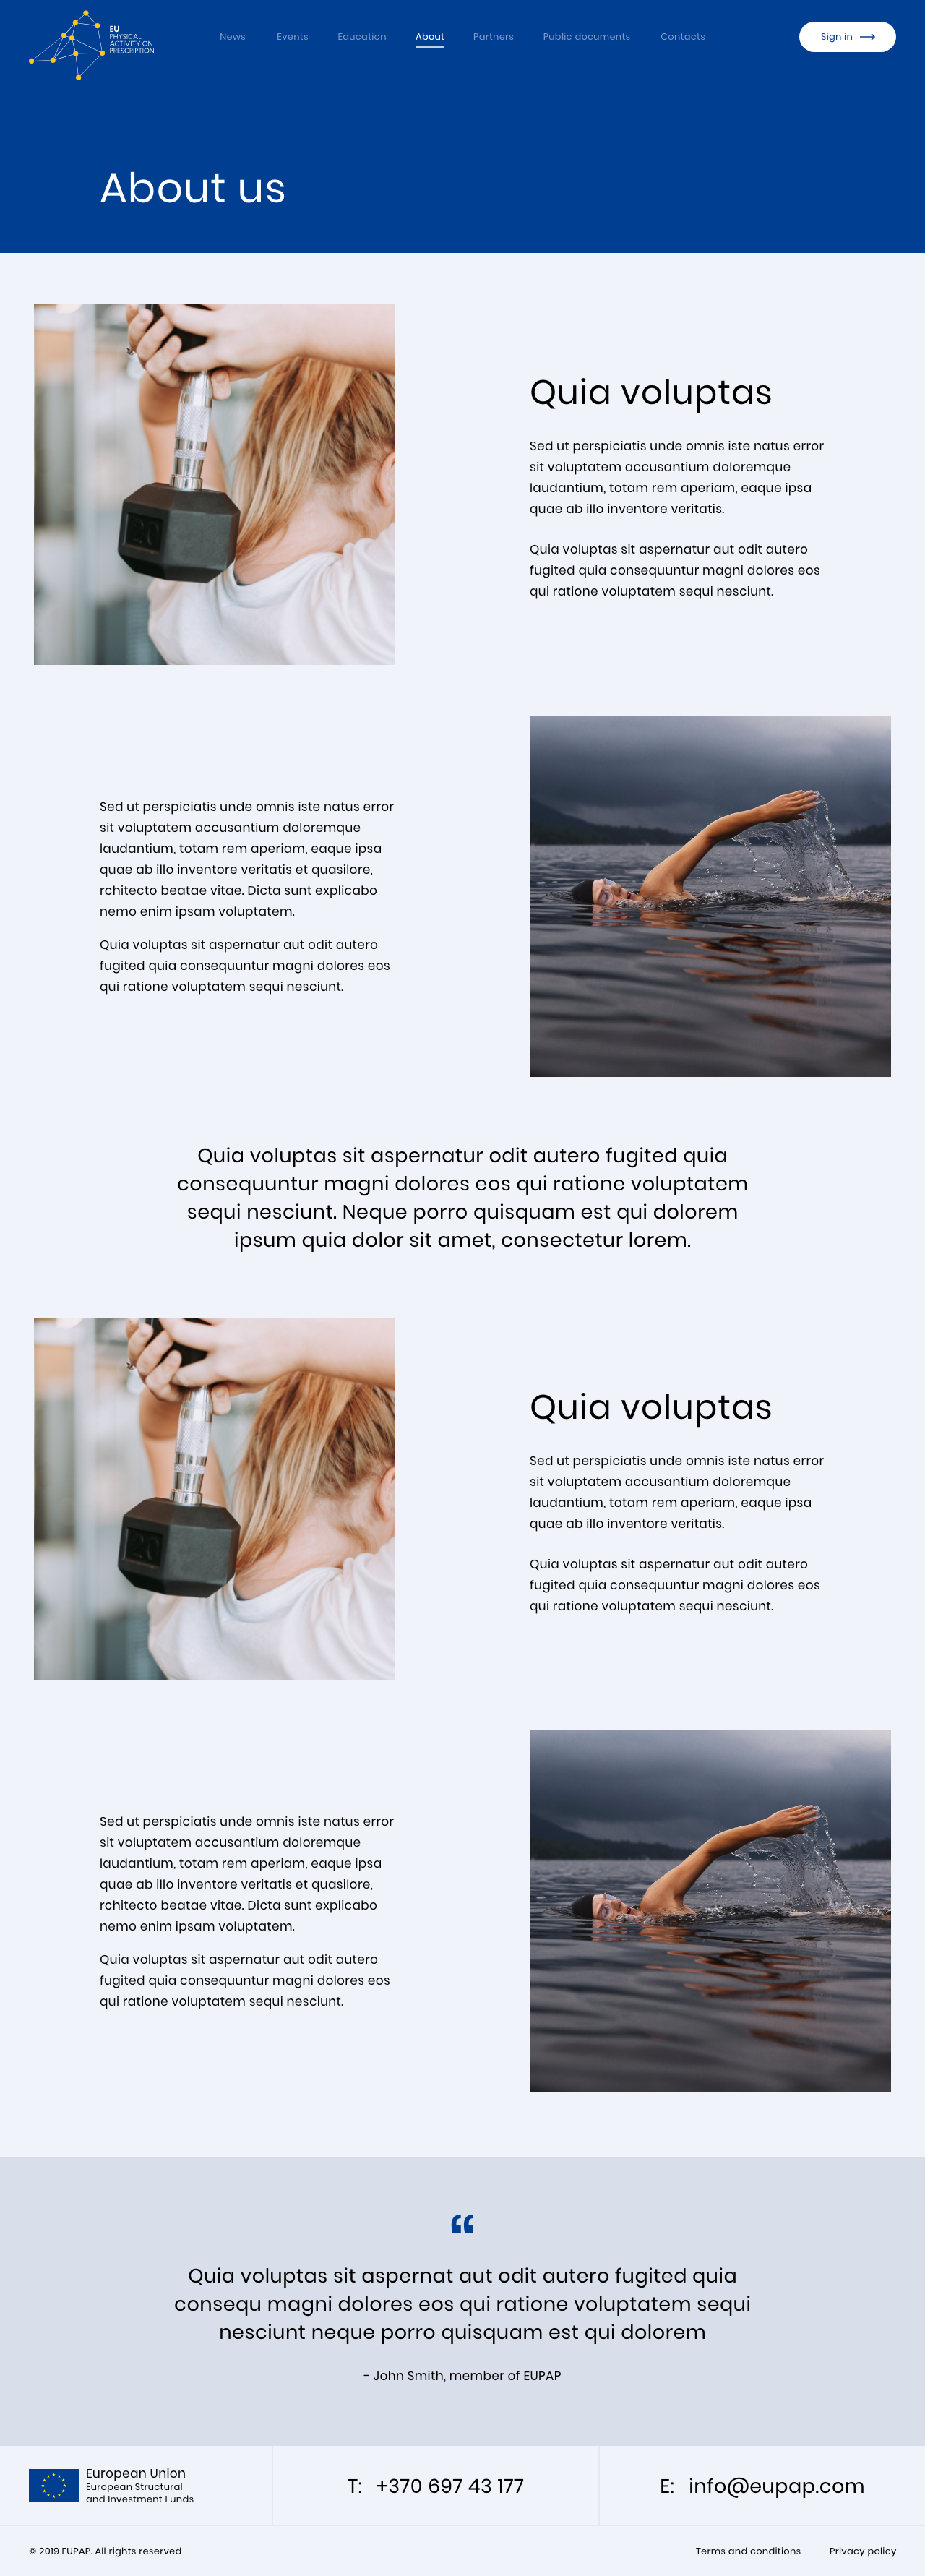 EU
PHYSICAL
ACTIVITY ON
PRESCRIPTION
News Events Education About Partners Public documents Contacts
Sign in
About us
Quia voluptas
Sed ut perspiciatis unde omnis iste natus error
sit voluptatem accusantium doloremque
laudantium, totam rem aperiam, eaque ipsa
quae ab illo inventore veritatis.
Quia voluptas sit aspernatur aut odit autero
fugited quia consequuntur magni dolores eos
qui ratione voluptatem sequi nesciunt.
Sed ut perspiciatis unde omnis iste natus error
sit voluptatem accusantium doloremque
laudantium, totam rem aperiam, eaque ipsa
quae ab illo inventore veritatis et quasilore,
rchitecto beatae vitae. Dicta sunt explicabo
nemo enim ipsam voluptatem.
Quia voluptas sit aspernatur aut odit autero
fugited quia consequuntur magni dolores eos
qui ratione voluptatem sequi nesciunt.
Quia voluptas sit aspernatur odit autero fugited quia
consequuntur magni dolores eos qui ratione voluptatem
sequi nesciunt. Neque porro quisquam est qui dolorem
ipsum quia dolor sit amet, consectetur lorem.
Quia voluptas
Sed ut perspiciatis unde omnis iste natus error
sit voluptatem accusantium doloremque
laudantium, totam rem aperiam, eaque ipsa
quae ab illo inventore veritatis.
Quia voluptas sit aspernatur aut odit autero
fugited quia consequuntur magni dolores eos
qui ratione voluptatem sequi nesciunt.
Sed ut perspiciatis unde omnis iste natus error
sit voluptatem accusantium doloremque
laudantium, totam rem aperiam, eaque ipsa
quae ab illo inventore veritatis et quasilore,
rchitecto beatae vitae. Dicta sunt explicabo
nemo enim ipsam voluptatem.
Quia voluptas sit aspernatur aut odit autero
fugited quia consequuntur magni dolores eos
qui ratione voluptatem sequi nesciunt.
“
Quia voluptas sit aspernat aut odit autero fugited quia
consequ magni dolores eos qui ratione voluptatem sequi
nesciunt neque porro quisquam est qui dolorem
- John Smith, member of EUPAP
European Union
European Structural
and Investment Funds
T: +370 697 43 177
E: info@eupap.com
© 2019 EUPAP. All rights reserved
Terms and conditions Privacy policy